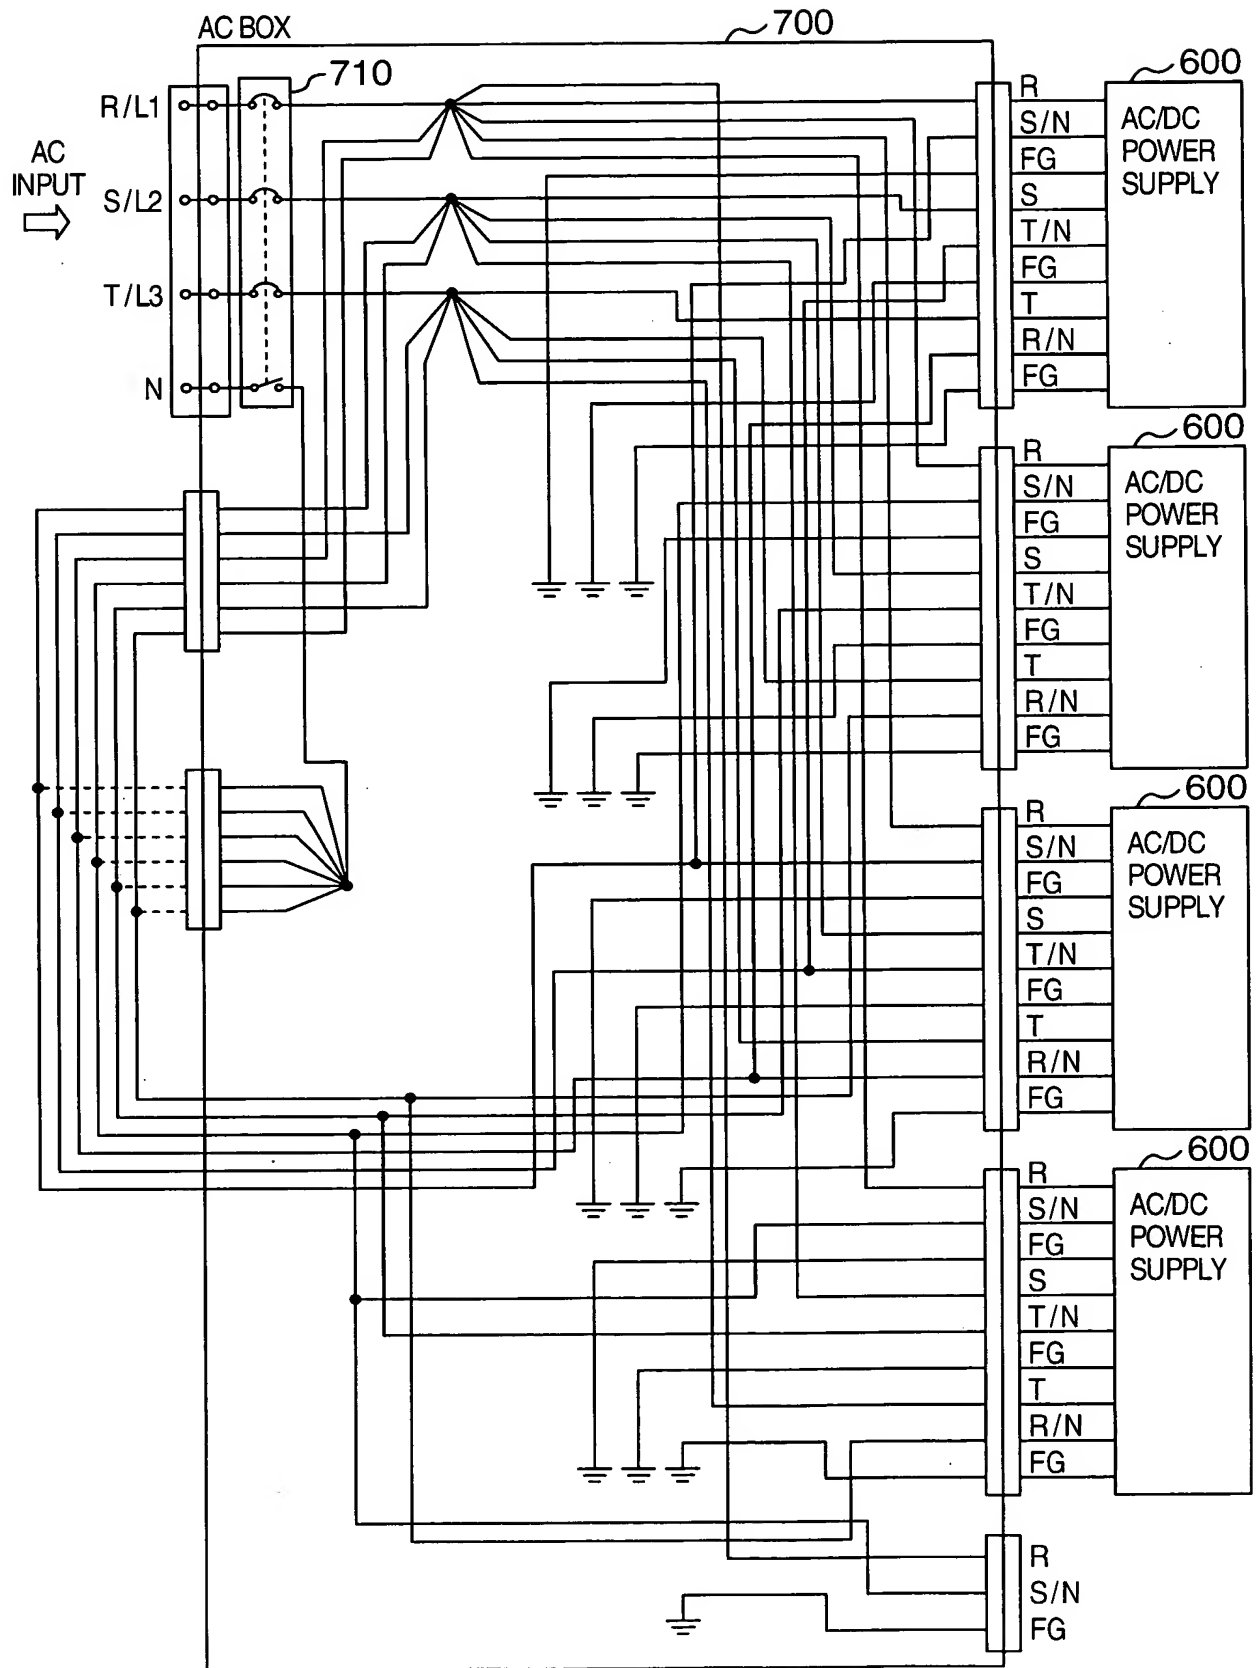 AC BOX
700
710
R/L1
AC
INPUT
S/L2
T/L3
N
600
R
S/N
FG
S
T/N
FG
T
R/N
FG
AC/DC
POWER
SUPPLY
600
R
S/N
FG
S
T/N
FG
T
R/N
FG
AC/DC
POWER
SUPPLY
600
R
S/N
FG
S
T/N
FG
T
R/N
FG
AC/DC
POWER
SUPPLY
600
R
S/N
FG
S
T/N
FG
T
R/N
FG
AC/DC
POWER
SUPPLY
R
S/N
FG